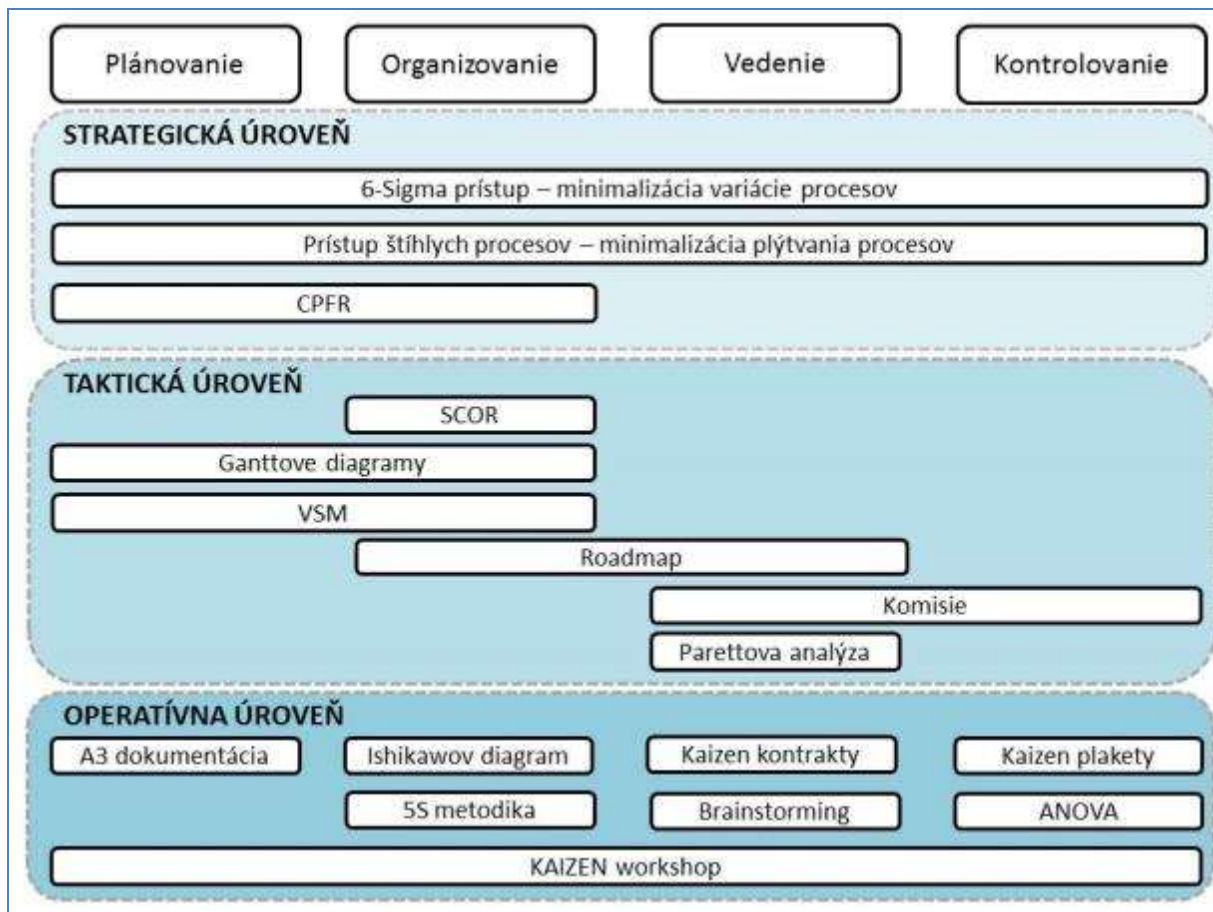 Plánovanie
Organizovanie
Vedenie
Kontrolovanie
STRATEGICKÁ ÚROVEŇ
6-Sigma prístup – minimalizácia variácie procesov
Prístup štíhlych procesov – minimalizácia plýtvania procesov
CPFR
TAKTICKÁ ÚROVEŇ
SCOR
Ganttove diagramy
VSM
Roadmap
Komisie
Parettova analýza
OPERATÍVNA ÚROVEŇ
A3 dokumentácia
Ishikawov diagram
Kaizen kontrakty
Kaizen plakety
5S metodika
Brainstorming
ANOVA
KAIZEN workshop